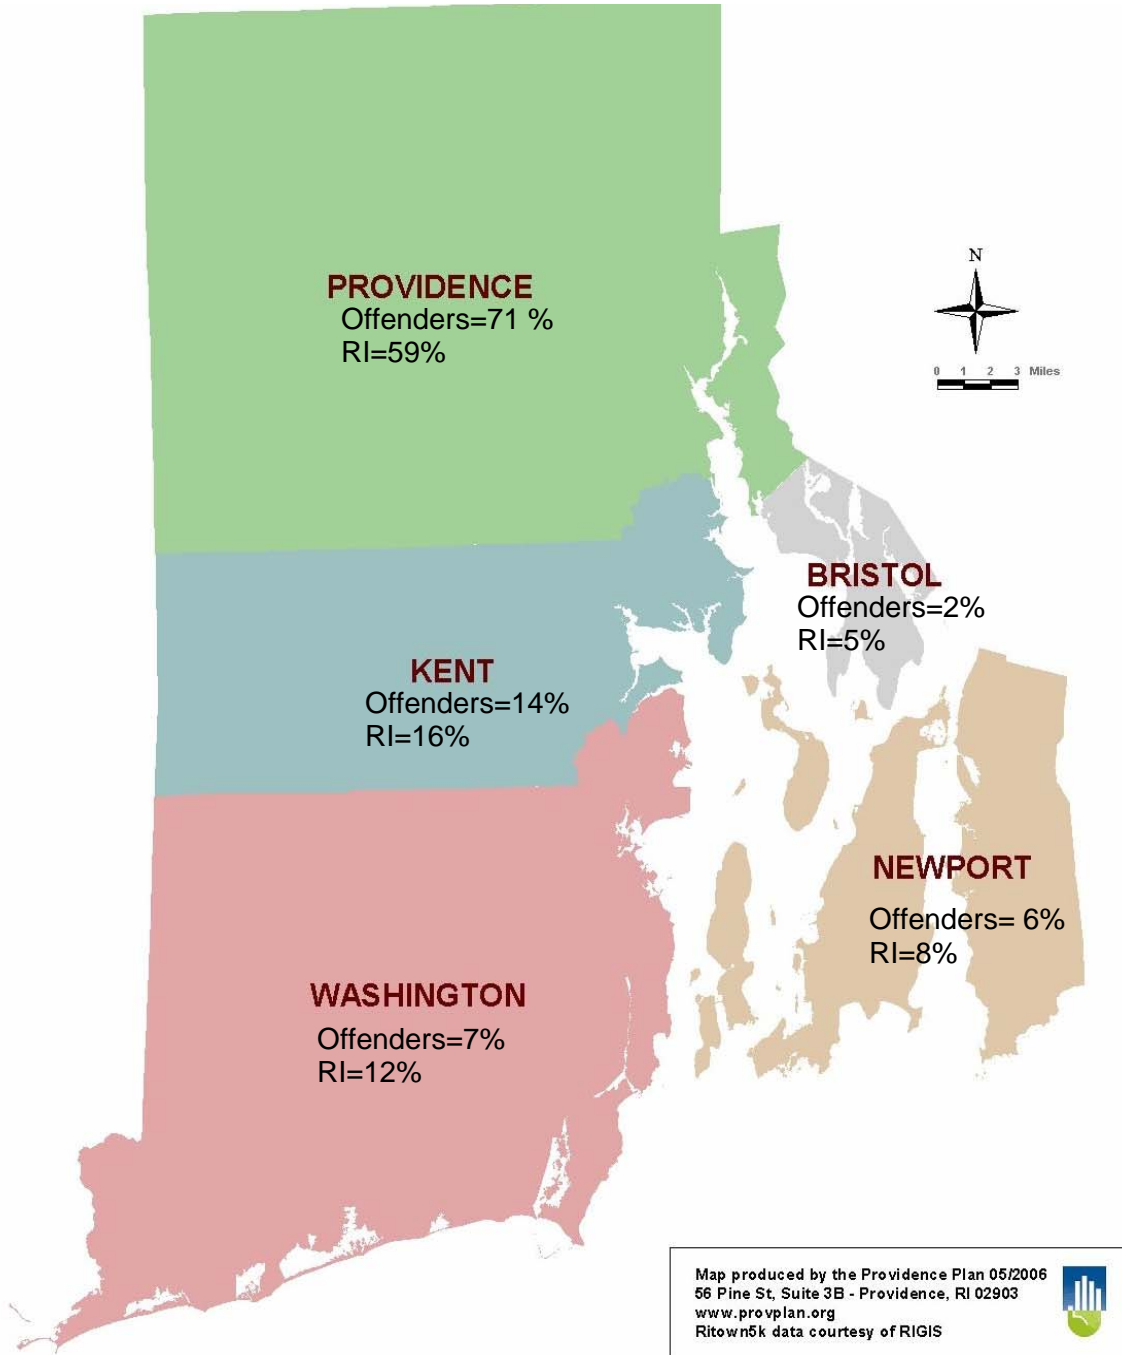 PROVIDENCE
Offenders=71 %
RI=59%
N
0 1 2 3 Miles
BRISTOL
Offenders=2%
RI=5%
KENT
Offenders=14%
RI=16%
NEWPORT
Offenders= 6%
RI=8%
WASHINGTON
Offenders=7%
RI=12%
Map produced by the Providence Plan 05/2006
56 Pine St, Suite 3B - Providence, RI 02903
www.provplan.org
Ritown5k data courtesy of RIGIS